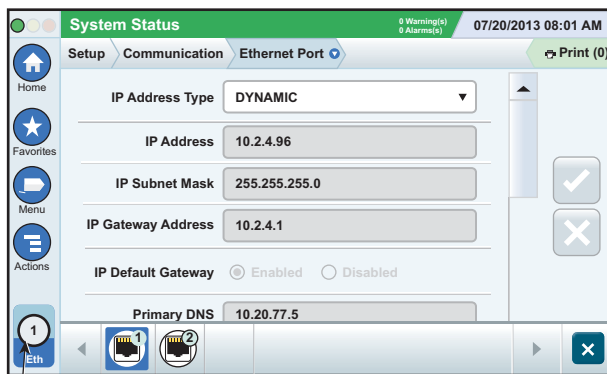 System Status
0 Warning(s)
0 Alarms(s)
07/20/2013 08:01 AM
Setup Communication Ethernet Port
Print (0)
Home
Favorites
Menu
Actions
1
Eth
IP Address Type DYNAMIC
IP Address 10.2.4.96
IP Subnet Mask 255.255.255.0
IP Gateway Address 10.2.4.1
IP Default Gateway Enabled Disabled
Primary DNS 10.20.77.5
1 2